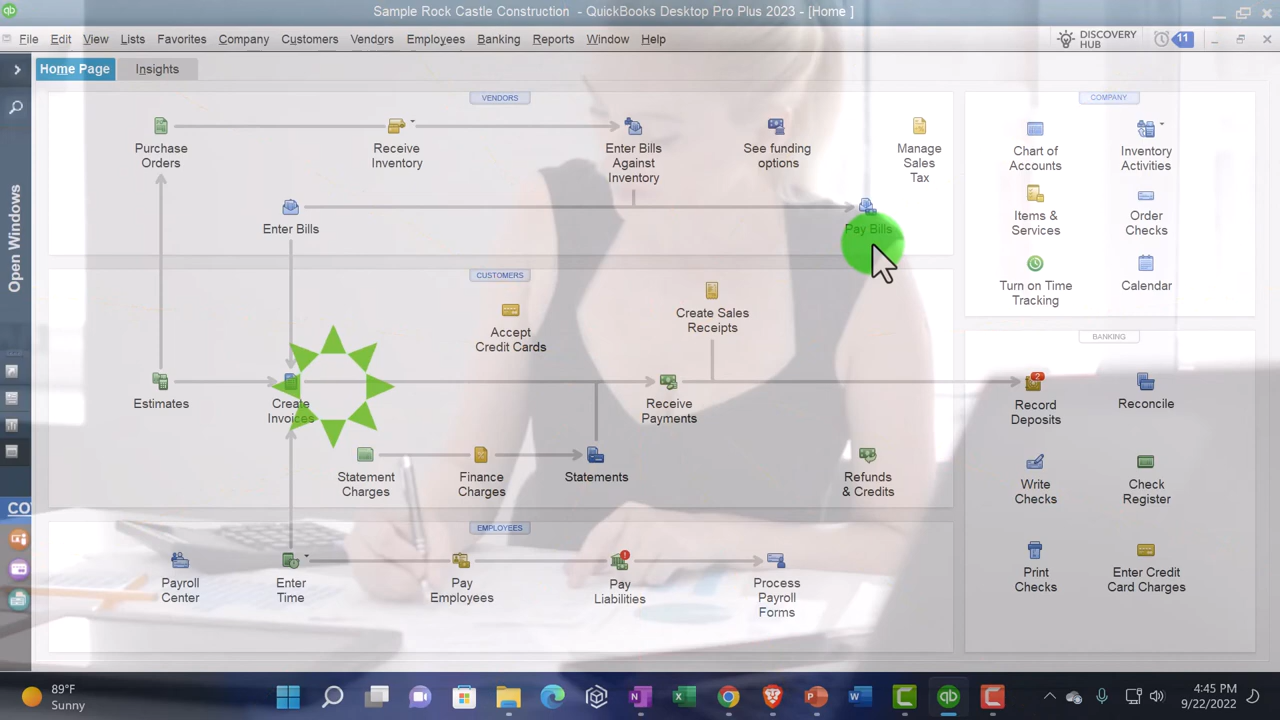 Sample Rock Castle Construction - QuickBooks Desktop Pro Plus 2023 - [Home ]
File Edit View Lists Favorites Company Customers Vendors Employees Banking Reports Window Help
DISCOVERY
HUB
11
Home Page
Insights
Open Windows
VENDORS
Purchase
Orders
Receive
Inventory
Enter Bills
Against
Inventory
See funding
options
Manage
Sales
Tax
Enter Bills
Pay Bills
CUSTOMERS
Accept
Credit Cards
Create Sales
Receipts
Estimates
Create
Invoices
Receive
Payments
Statement
Charges
Finance
Charges
Statements
Refunds
& Credits
EMPLOYEES
Payroll
Center
Enter
Time
Pay
Employees
Pay
Liabilities
Process
Payroll
Forms
COMPANY
Chart of
Accounts
Inventory
Activities
Items &
Services
Order
Checks
Turn on Time
Tracking
Calendar
BANKING
2
Record
Deposits
Reconcile
Write
Checks
Check
Register
Print
Checks
Enter Credit
Card Charges
89°F
Sunny
4:45 PM
9/22/2022